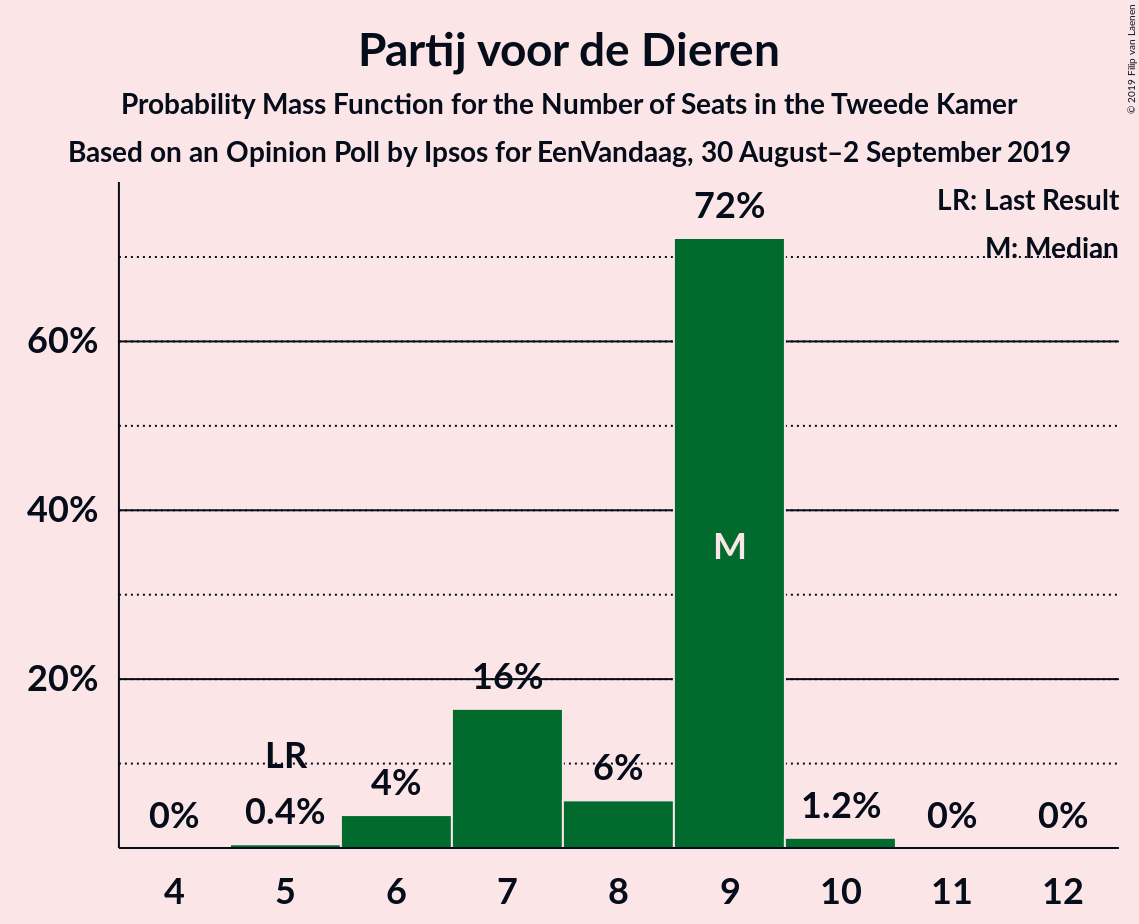 Partij voor de Dieren
Probability Mass Function for the Number of Seats in the Tweede Kamer
Based on an Opinion Poll by Ipsos for EenVandaag, 30 August–2 September 2019
© 2019 Filip van Laenen
LR: Last Result
M: Median
72%
60%
40%
M
20%
16%
LR
6%
4%
0%
0.4%
1.2%
0%
0%
4 5 6 7 8 9 10 11 12